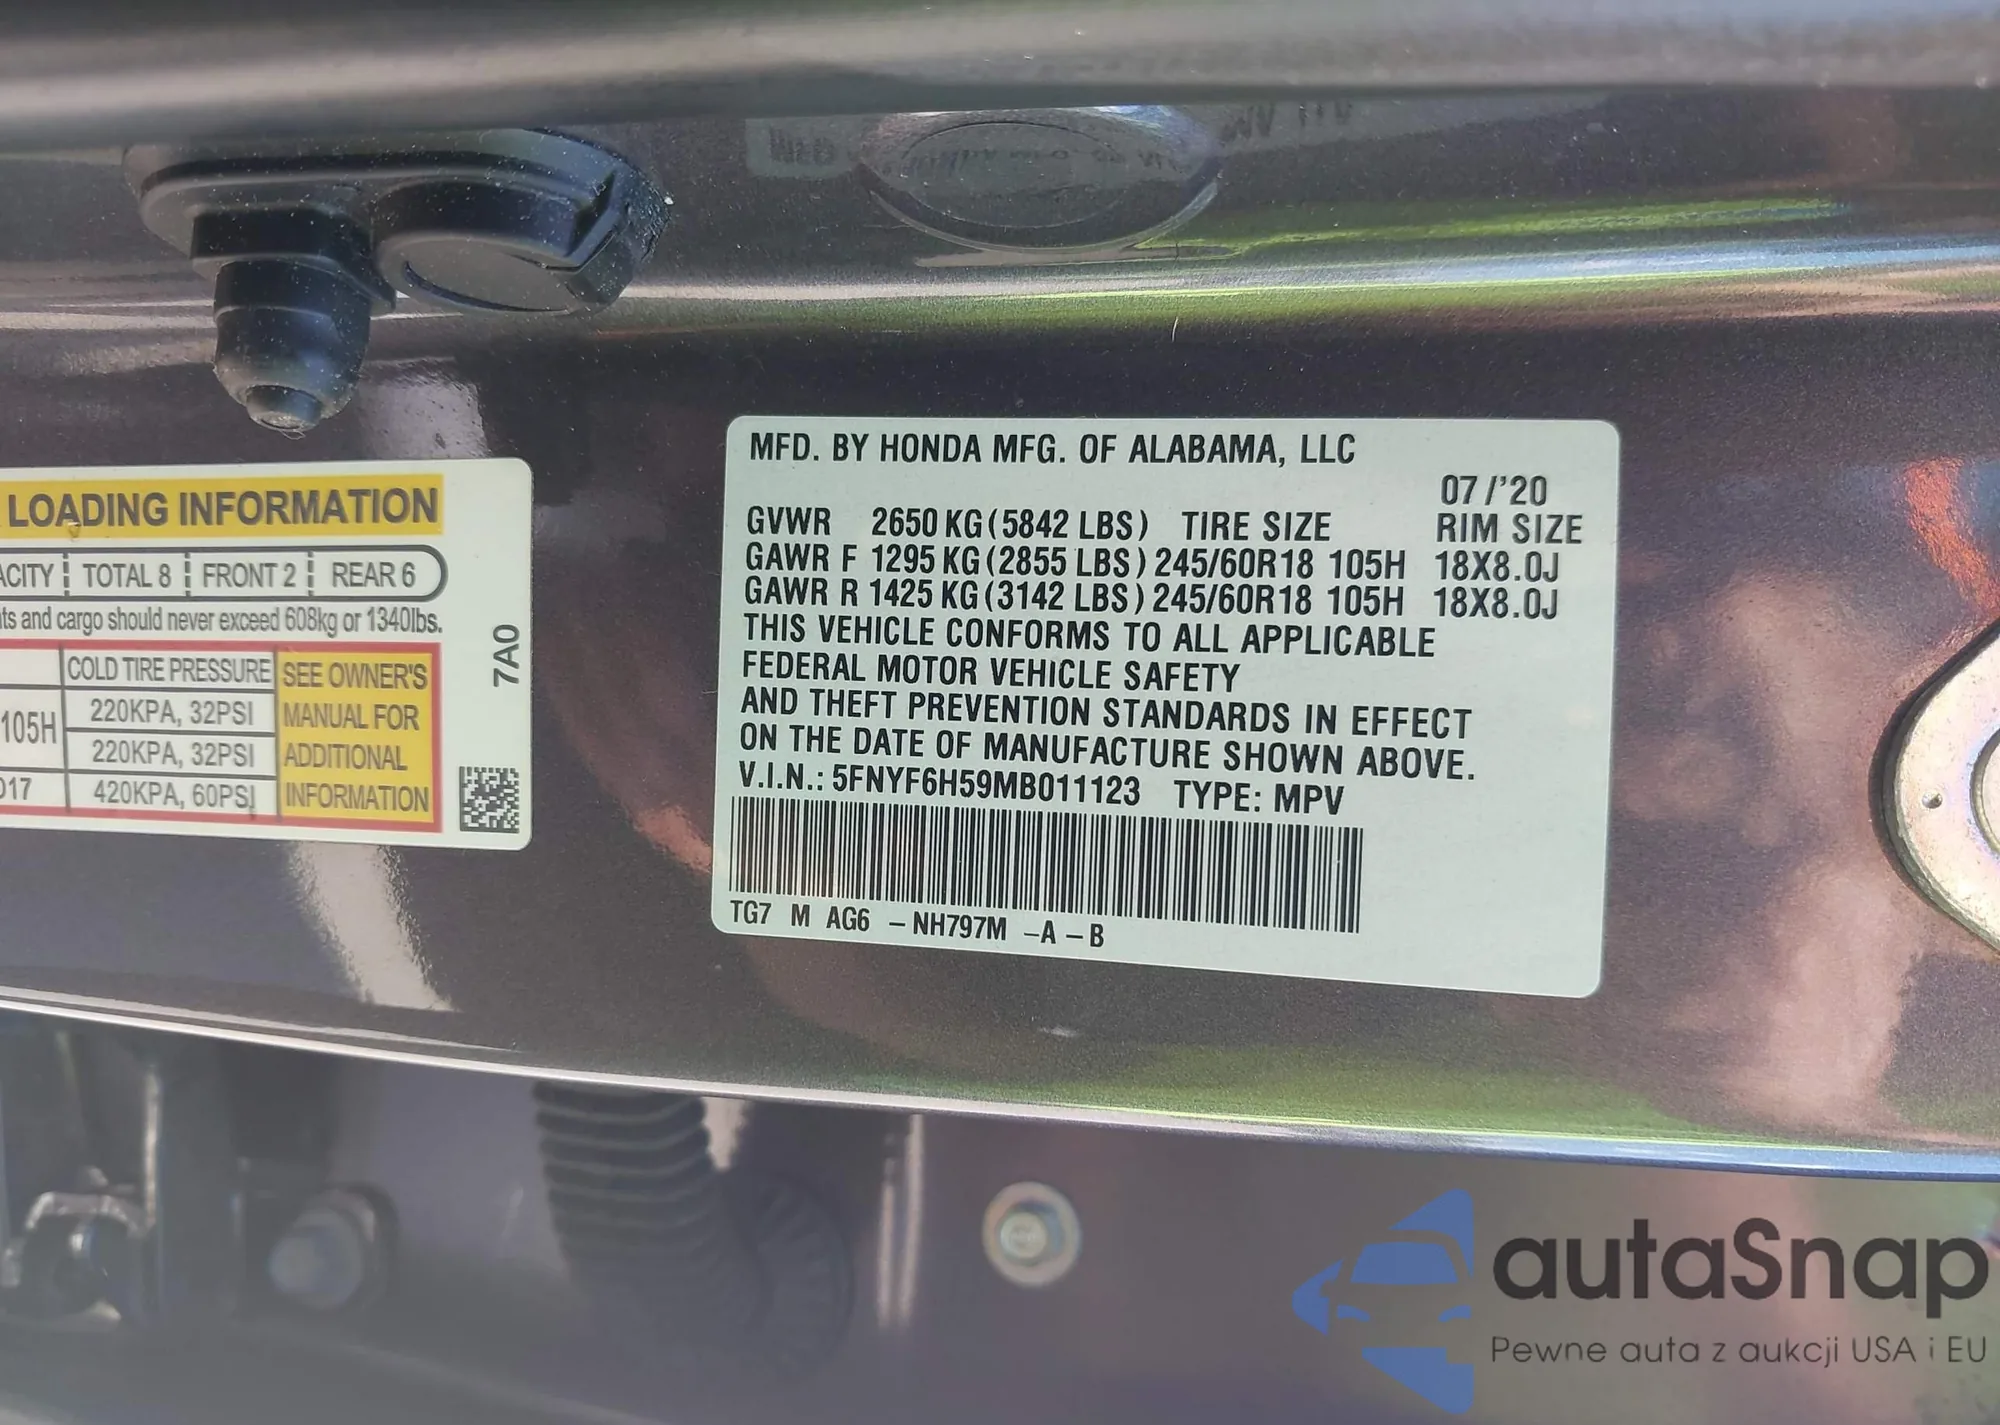 LOADING INFORMATION
ACITY TOTAL 8 FRONT 2 REAR 6
ts and cargo should never exceed 608kg or 1340lbs.
COLD TIRE PRESSURE
105H
220KPA, 32PSI
220KPA, 32PSI
017
420KPA, 60PSI
SEE OWNER'S
MANUAL FOR
ADDITIONAL
INFORMATION
7A0
MFD. BY HONDA MFG. OF ALABAMA, LLC
07/'20
GVWR 2650 KG (5842 LBS) TIRE SIZE RIM SIZE
GAWR F 1295 KG (2855 LBS) 245/60R18 105H 18X8.0J
GAWR R 1425 KG (3142 LBS) 245/60R18 105H 18X8.0J
THIS VEHICLE CONFORMS TO ALL APPLICABLE
FEDERAL MOTOR VEHICLE SAFETY
AND THEFT PREVENTION STANDARDS IN EFFECT
ON THE DATE OF MANUFACTURE SHOWN ABOVE.
V.I.N.: 5FNYF6H59MB011123 TYPE: MPV
TG7 M AG6 - NH797M - A - B
autaSnap
Pewne auta z aukcji USA i EU